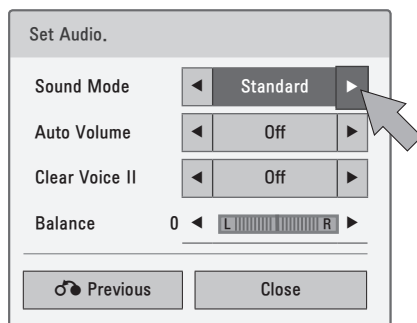 Set Audio.
Sound Mode ◀ Standard ▶
Auto Volume ◀ Off ▶
Clear Voice II ◀ Off ▶
Balance 0 ◀ L R ▶
Previous Close